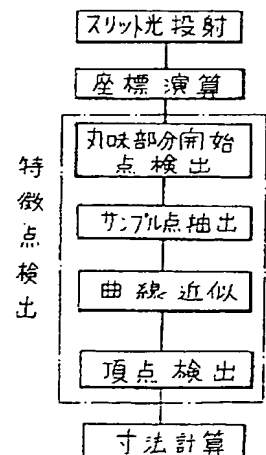 スリット光投射
座標演算
丸味部分開始
点検出
サンプル点抽出
曲線近似
頂点検出
寸法計算
特徴点検出